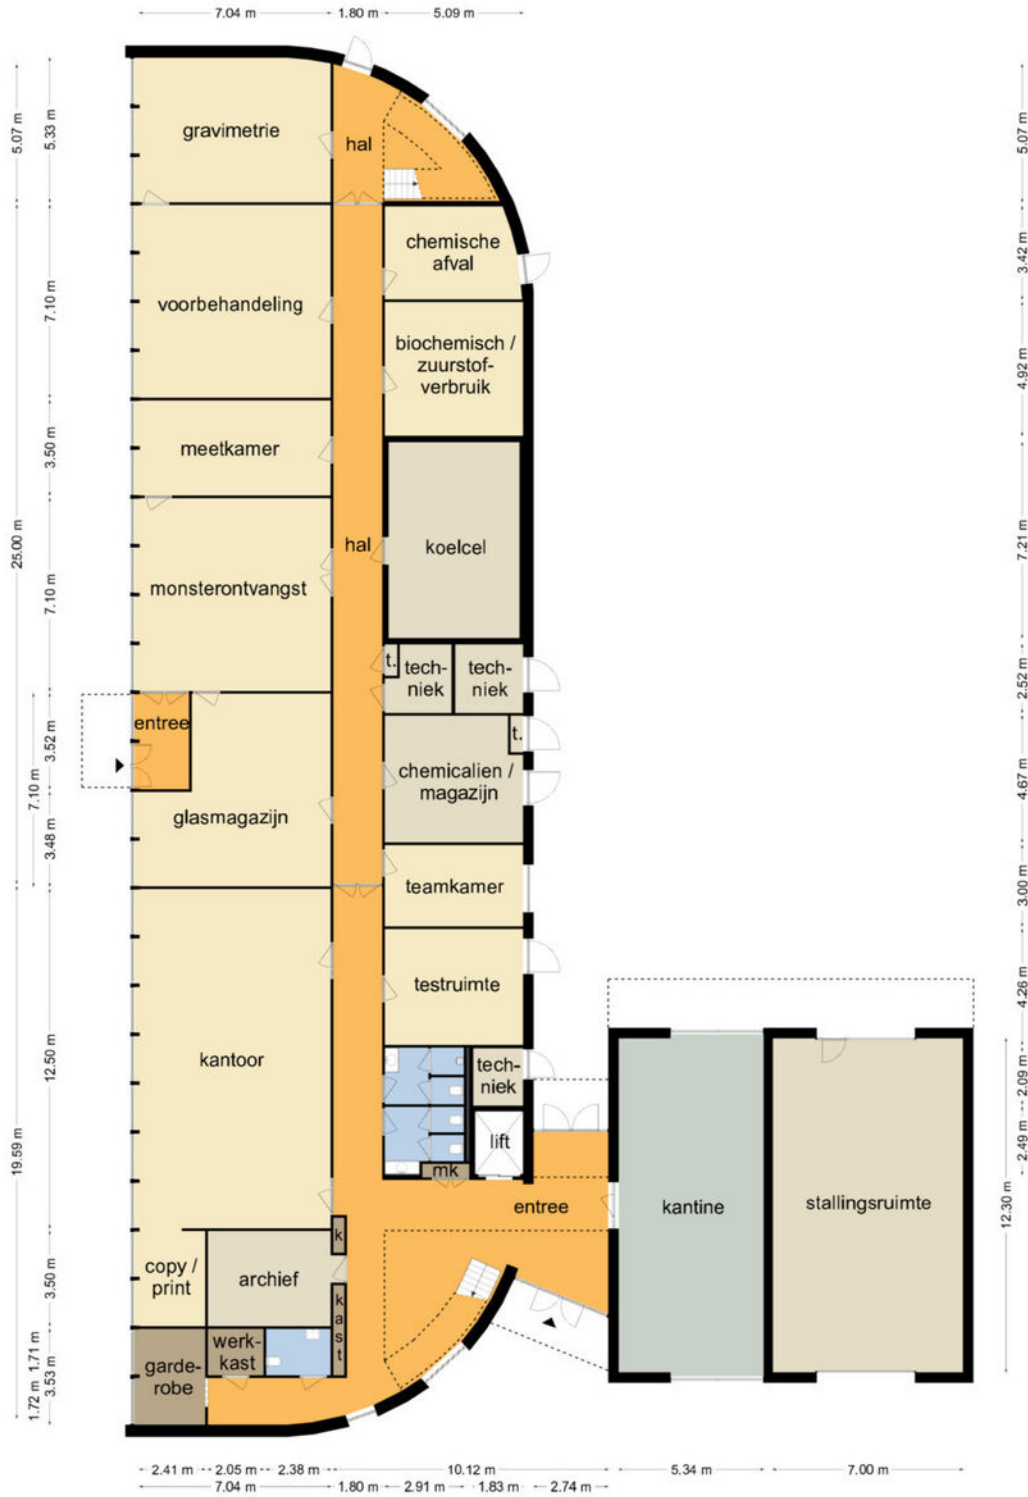 7.04 m 1.80 m 5.09 m
gravimetrie
hal
5.07 m
5.33 m
5.07 m
chemische
afval
3.42 m
voorbehandeling
7.10 m
biochemisch /
zuurstof-
verbruik
4.92 m
meetkamer
3.50 m
25.00 m
hal
koelcel
7.21 m
monsterontvangst
7.10 m
t.
tech-
niek
tech-
niek
2.52 m
entree
3.52 m
7.10 m
t.
chemicalien /
magazijn
4.67 m
glasmagazijn
3.48 m
teamkamer
3.00 m
testruimte
4.26 m
kantoor
12.50 m
tech-
niek
2.09 m
lift
2.49 m
mk
19.59 m
entree
kantine
stallingsruimte
12.30 m
k
copy /
print
archief
3.50 m
k
a
s
t
werk-
kast
garde-
robe
1.71 m
3.53 m
1.72 m
2.41 m 2.05 m 2.38 m 10.12 m 5.34 m 7.00 m
7.04 m 1.80 m 2.91 m 1.83 m 2.74 m